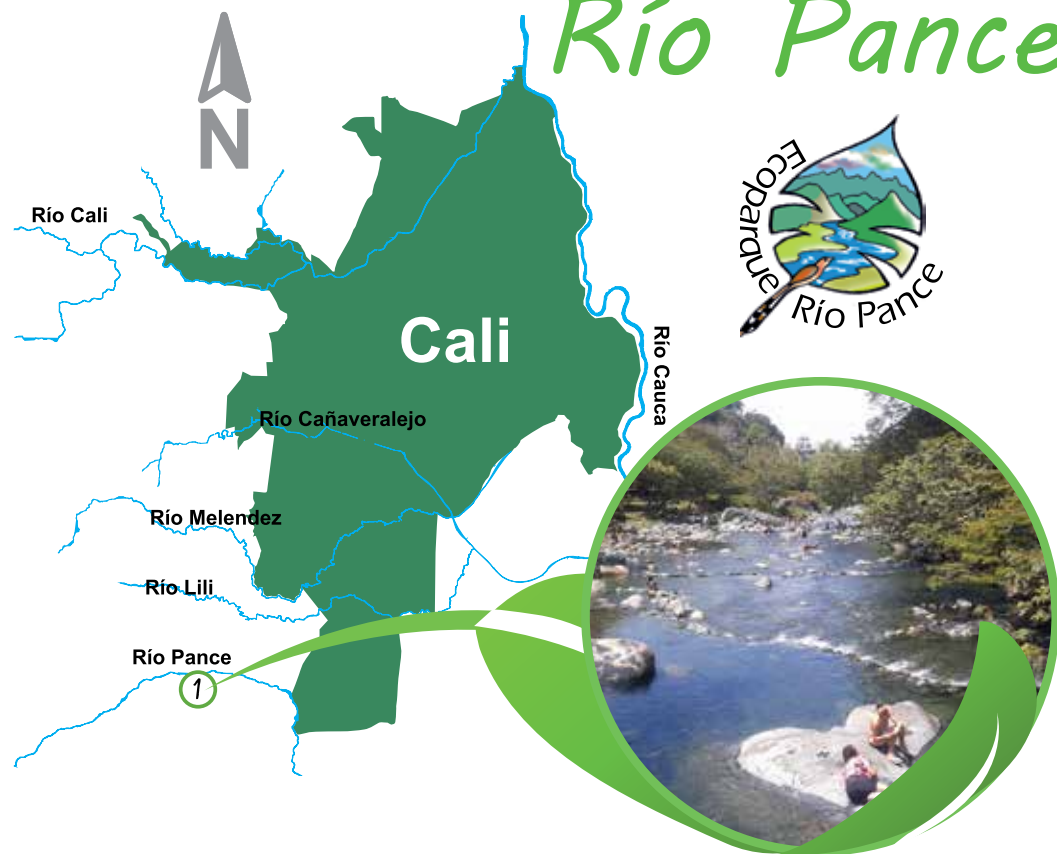 Río Pance
N
Ecoparque Río Pance
Río Cali
Cali
Río Cauca
Río Cañaveralejo
Río Melendez
Río Lili
Río Pance
1